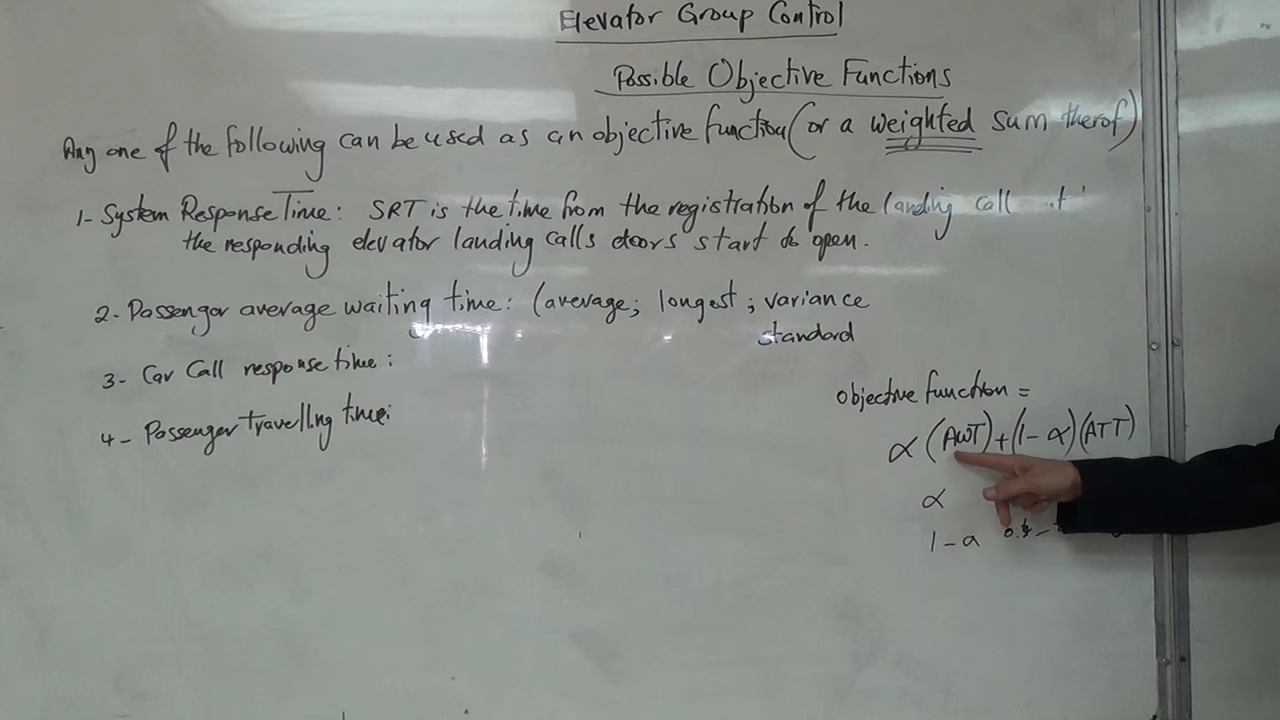 Elevator Group Control
Possible Objective Functions
Any one of the following can be used as an objective function (or a weighted sum therof)
1- System Response Time: SRT is the time from the registration of the landing call
the responding elevator landing calls doors start to open.
2- Passenger average waiting time: (average; longest; variance
standard
3- Car Call response time:
4- Passenger travelling time:
objective function =
α (AWT)+(1-α)(ATT)
α
1-a